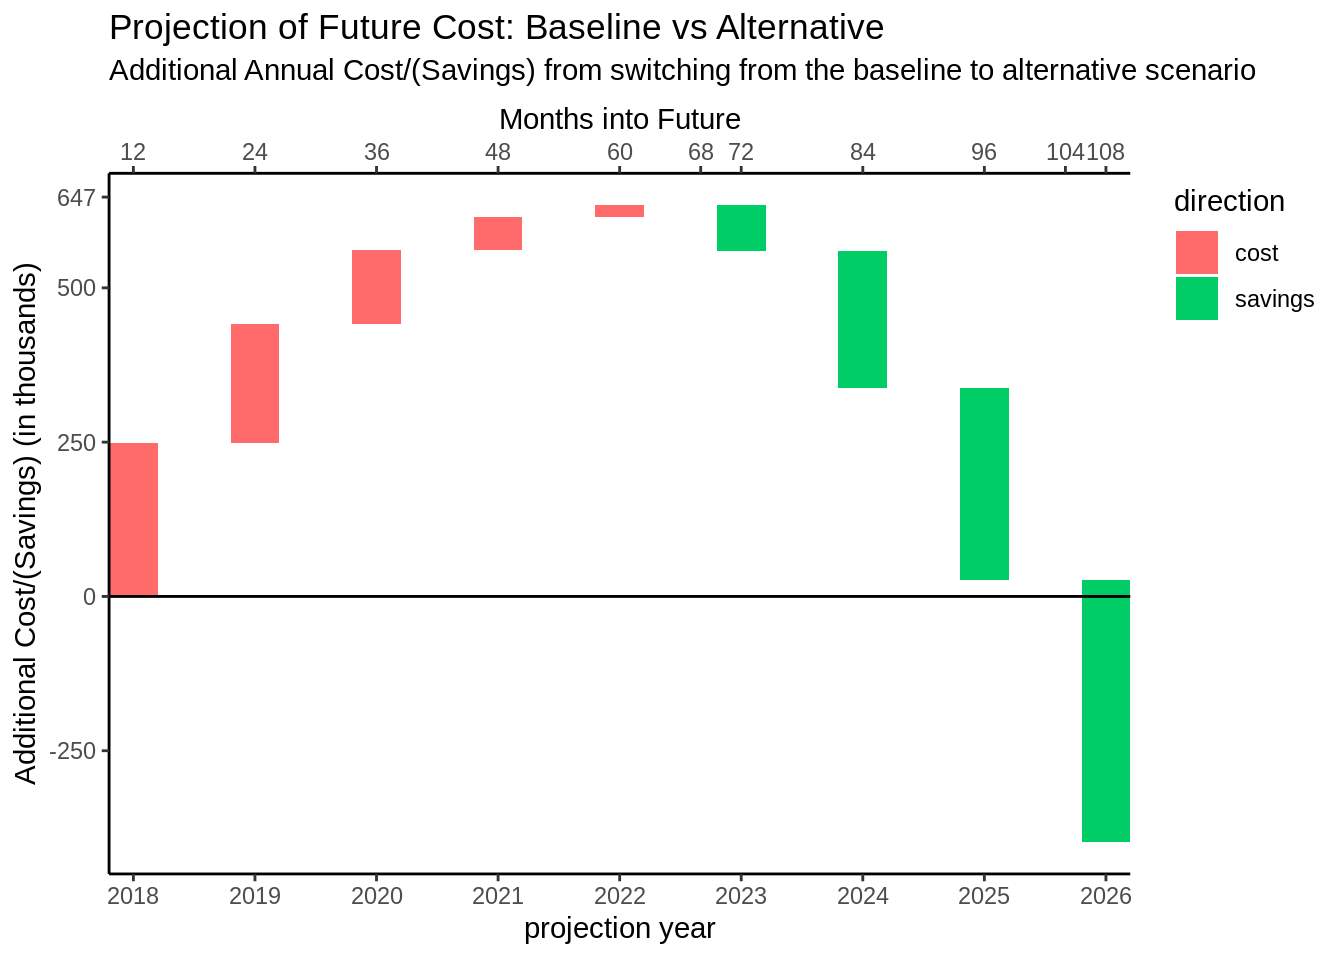 Projection of Future Cost: Baseline vs Alternative
Additional Annual Cost/(Savings) from switching from the baseline to alternative scenario
Months into Future
12 24 36 48 60 68 72 84 96 104 108
Additional Cost/(Savings) (in thousands)
647
500
250
0
-250
direction
cost
savings
2018 2019 2020 2021 2022 2023 2024 2025 2026
projection year